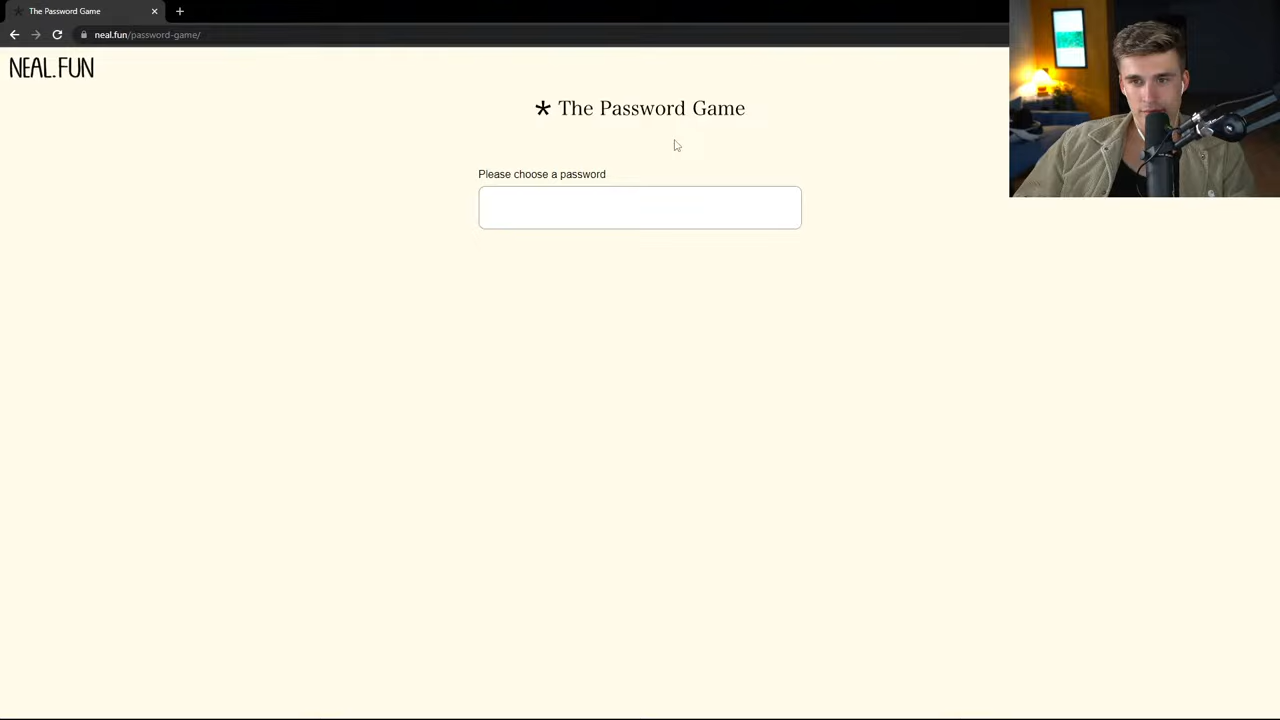 The Password Game
neal.fun/password-game/
NEAL.FUN
* The Password Game
Please choose a password